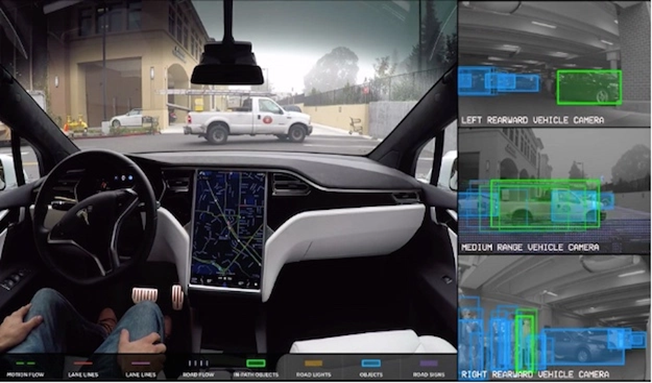 LEFT REARWARD VEHICLE CAMERA
MEDIUM RANGE VEHICLE CAMERA
RIGHT REARWARD VEHICLE CAMERA
MOTION FLOW
LANE LINES
LANE LINES
ROAD FLOW
IN-PATH OBJECTS
ROAD LIGHTS
OBJECTS
ROAD SIGNS